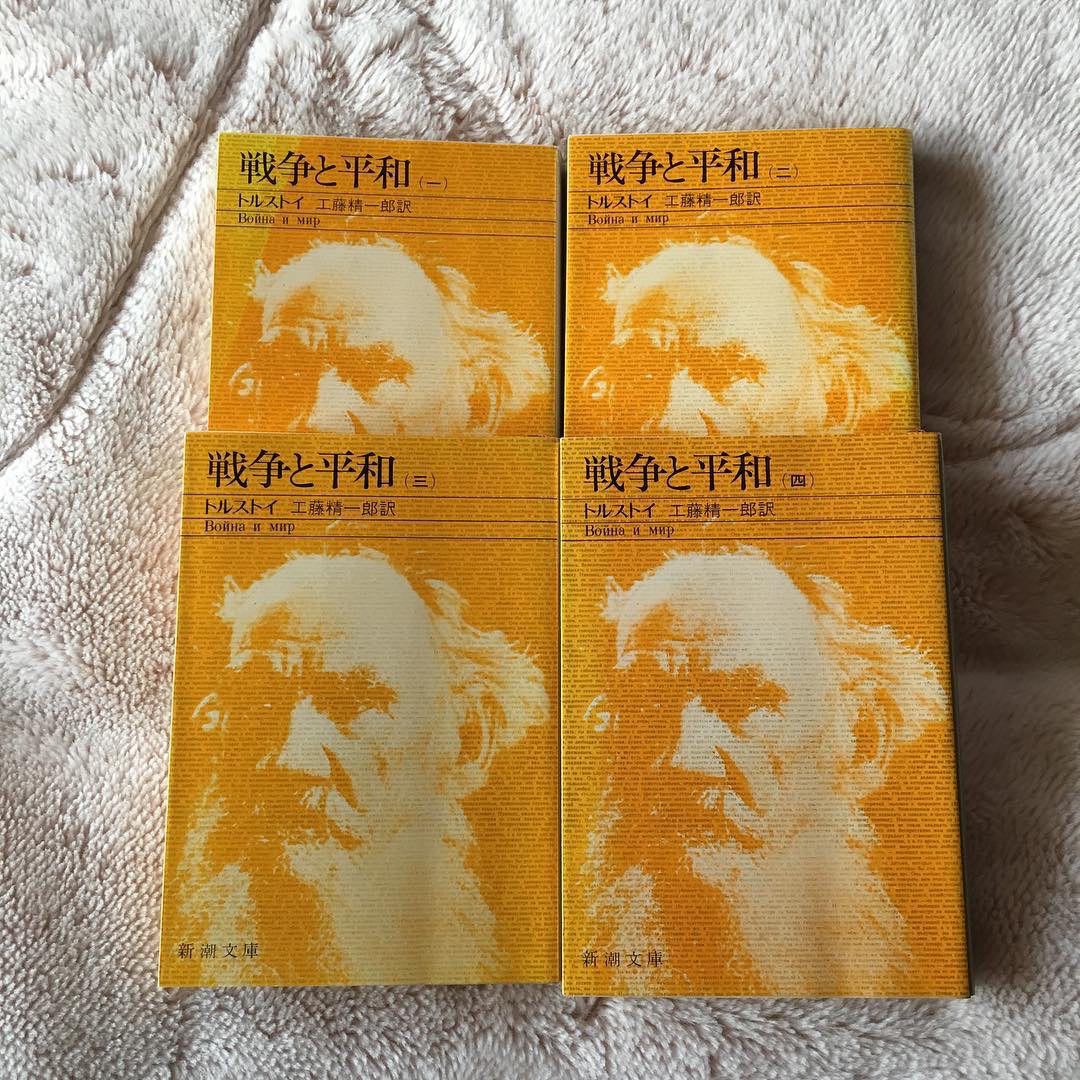 戦争と平和(一)
トルストイ 工藤精一郎訳
Война и мир
戦争と平和(二)
トルストイ 工藤精一郎訳
Война и мир
戦争と平和(三)
トルストイ 工藤精一郎訳
Война и мир
新潮文庫
戦争と平和(四)
トルストイ 工藤精一郎訳
Война и мир
新潮文庫